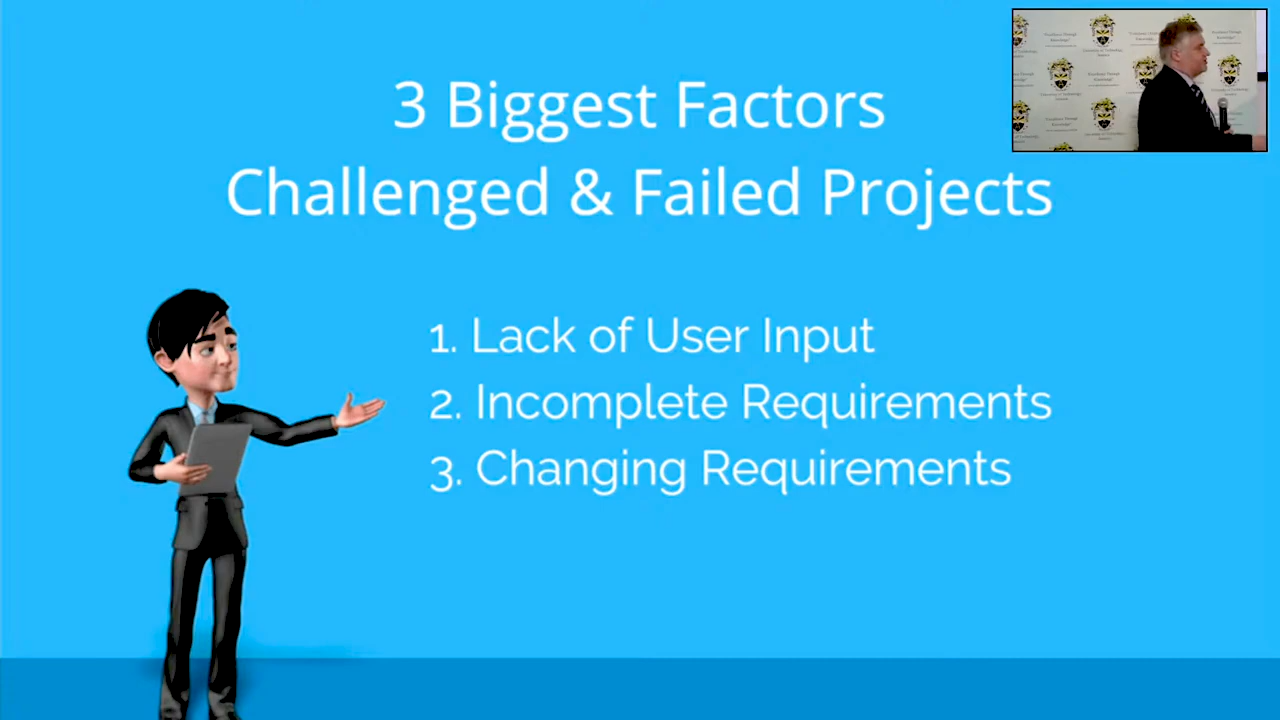 3 Biggest Factors
Challenged & Failed Projects
1. Lack of User Input
2. Incomplete Requirements
3. Changing Requirements